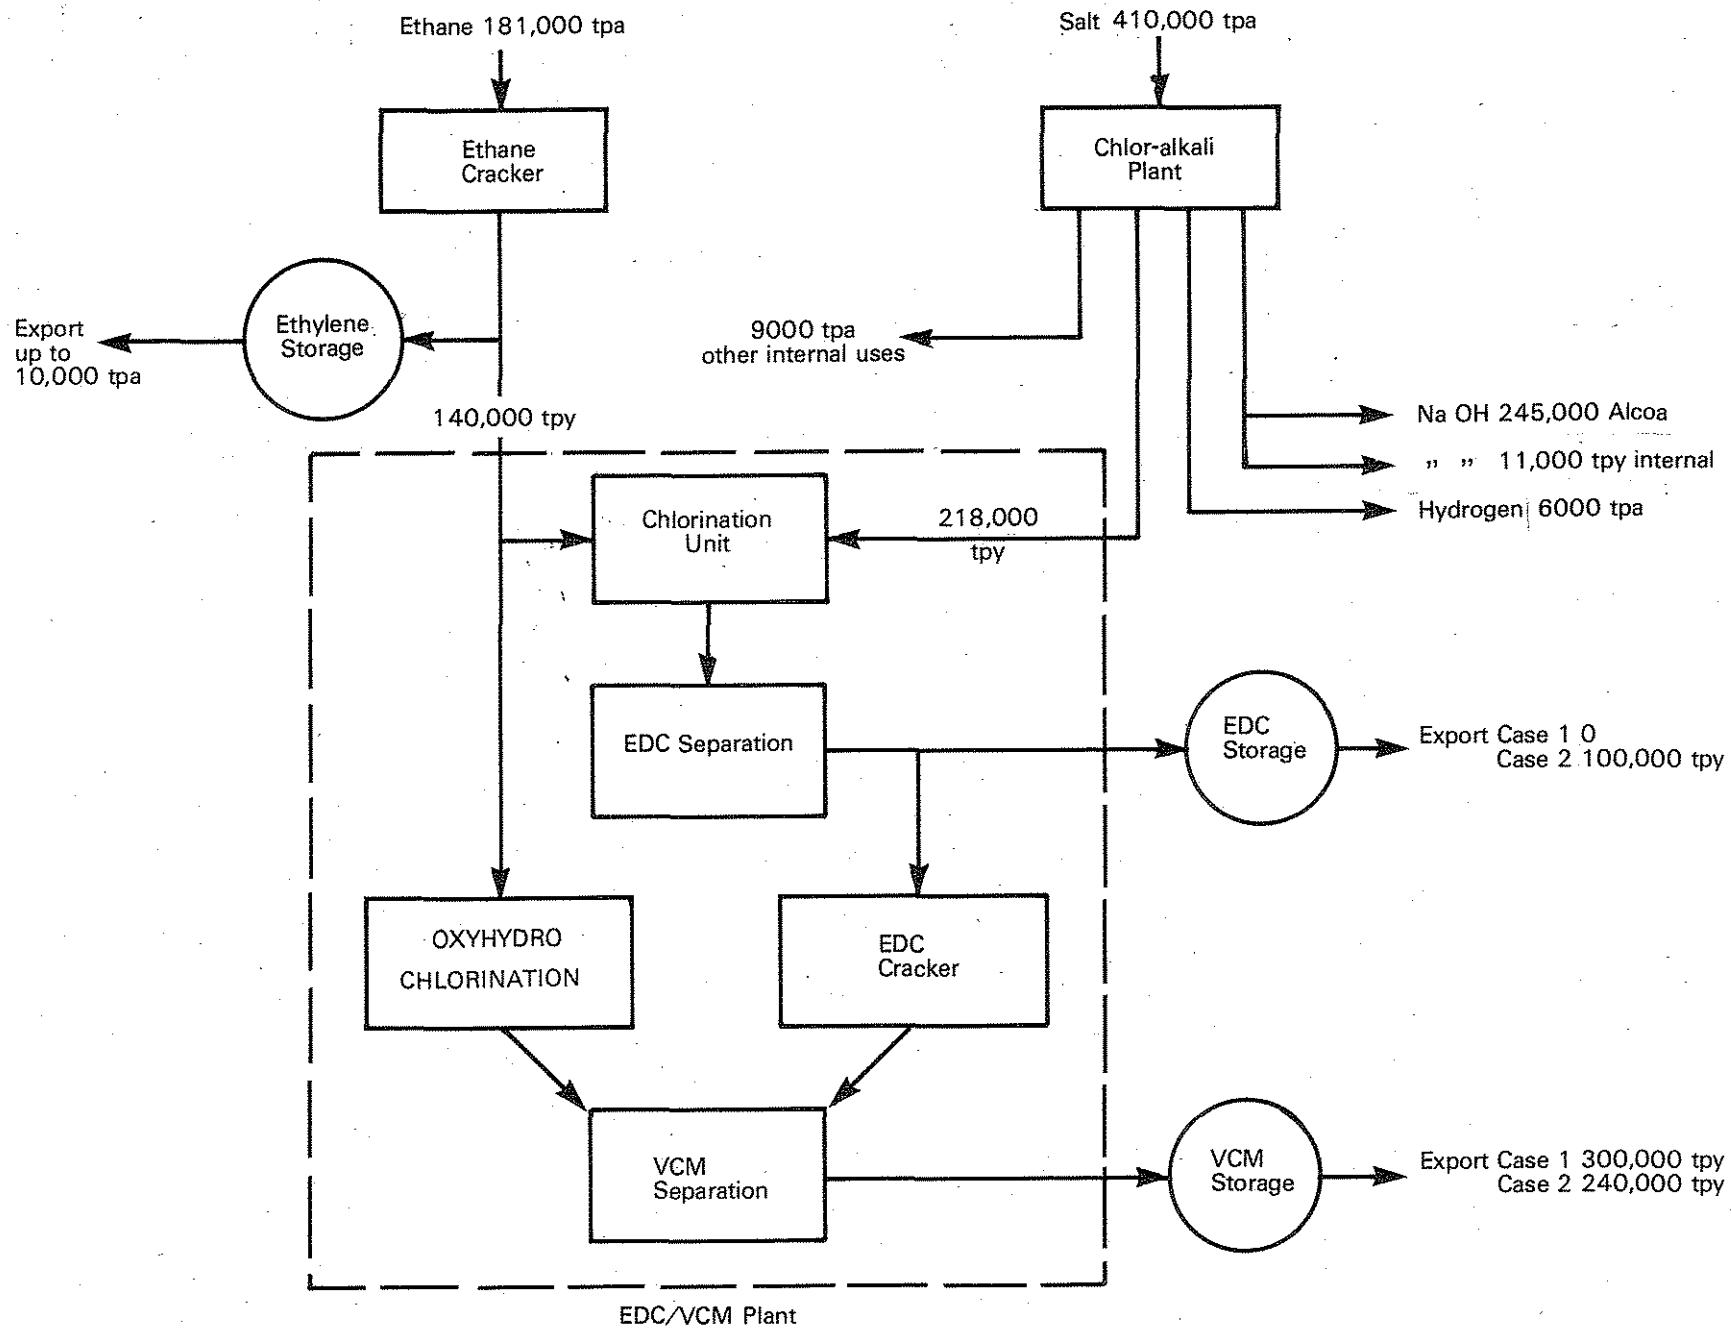 Ethane 181,000 tpa
Salt 410,000 tpa
Ethane
Cracker
Chlor-alkali
Plant
Export
up to
10,000 tpa
Ethylene
Storage
9000 tpa
other internal uses
140,000 tpy
Na OH 245,000 Alcoa
„ „ 11,000 tpy internal
Hydrogen 6000 tpa
Chlorination
Unit
218,000
tpy
EDC Separation
EDC
Storage
Export Case 1 0
Case 2 100,000 tpy
OXYHYDRO
CHLORINATION
EDC
Cracker
VCM
Separation
VCM
Storage
Export Case 1 300,000 tpy
Case 2 240,000 tpy
EDC/VCM Plant